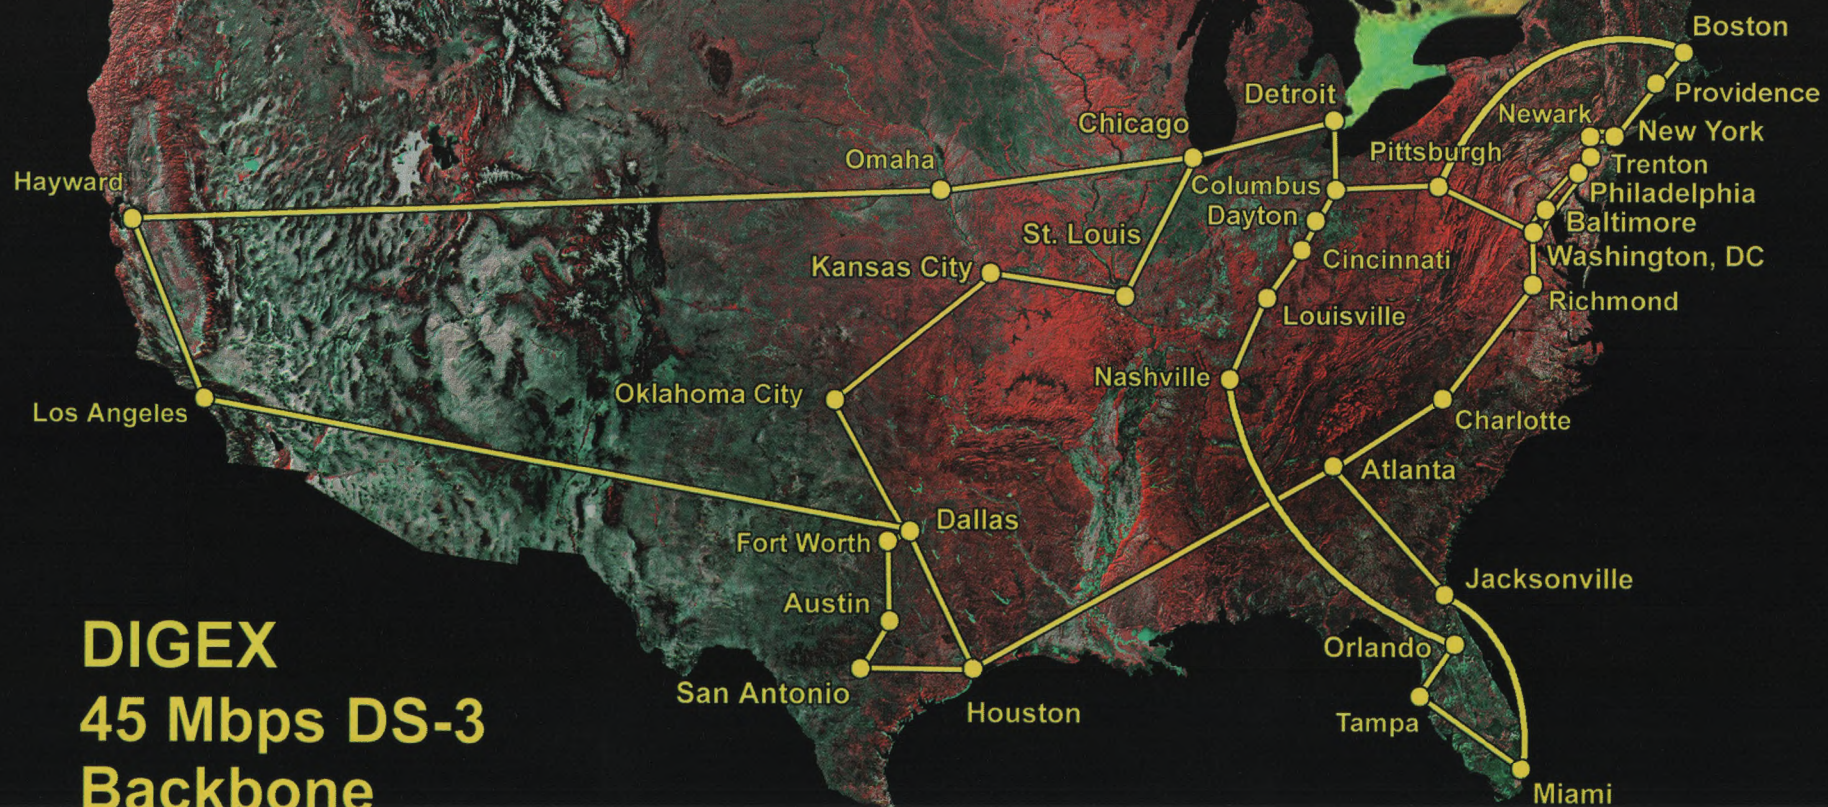 Boston
Providence
Detroit
Newark
Chicago
New York
Pittsburgh
Omaha
Trenton
Hayward
Columbus
Philadelphia
Dayton
Baltimore
St. Louis
Washington, DC
Cincinnati
Kansas City
Richmond
Louisville
Nashville
Oklahoma City
Los Angeles
Charlotte
Atlanta
Dallas
Fort Worth
Jacksonville
Austin
Orlando
San Antonio
Houston
Tampa
Miami
DIGEX
45 Mbps DS-3
Backbone